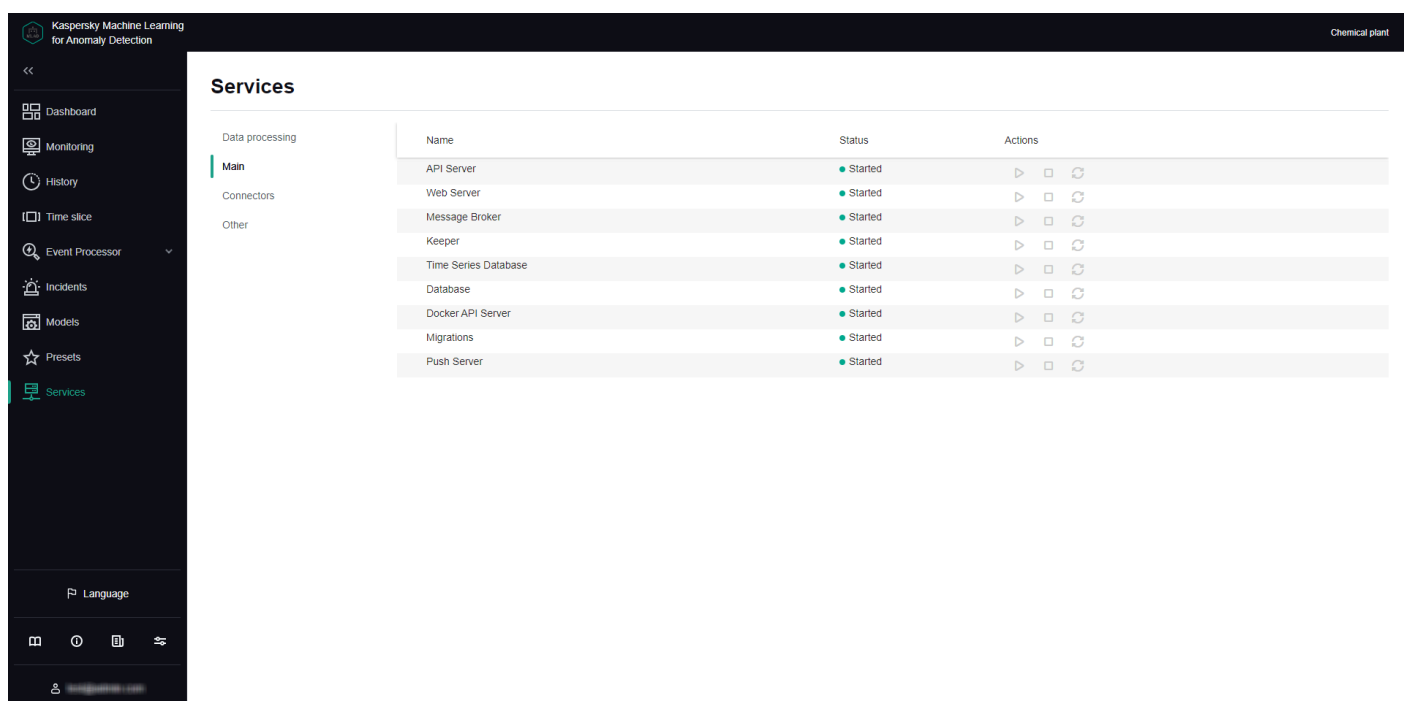 Kaspersky Machine Learning
for Anomaly Detection
Chemical plant
Dashboard
Monitoring
History
Time slice
Event Processor
Incidents
Models
Presets
Services
Language
Services
Data processing
Main
Connectors
Other
Name Status Actions
API Server Started
Web Server Started
Message Broker Started
Keeper Started
Time Series Database Started
Database Started
Docker API Server Started
Migrations Started
Push Server Started